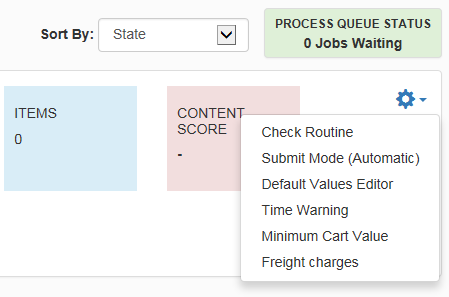 Sort By: State
PROCESS QUEUE STATUS
0 Jobs Waiting
ITEMS
0
CONTENT
SCORE
-
Check Routine
Submit Mode (Automatic)
Default Values Editor
Time Warning
Minimum Cart Value
Freight charges